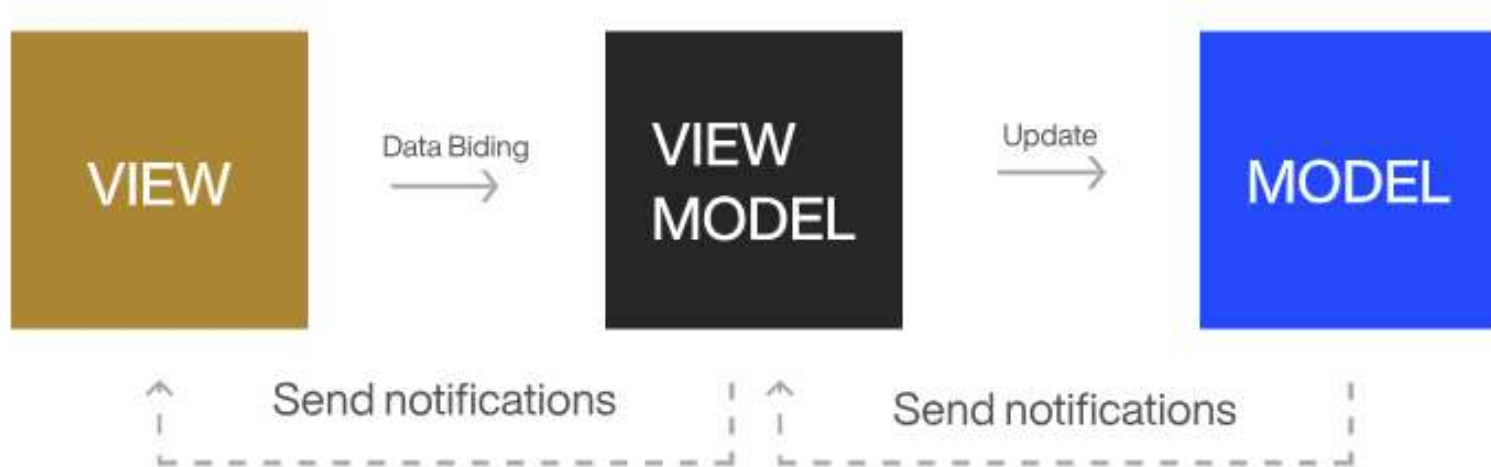 VIEW
Data Biding
VIEW
MODEL
Update
MODEL
Send notifications
Send notifications